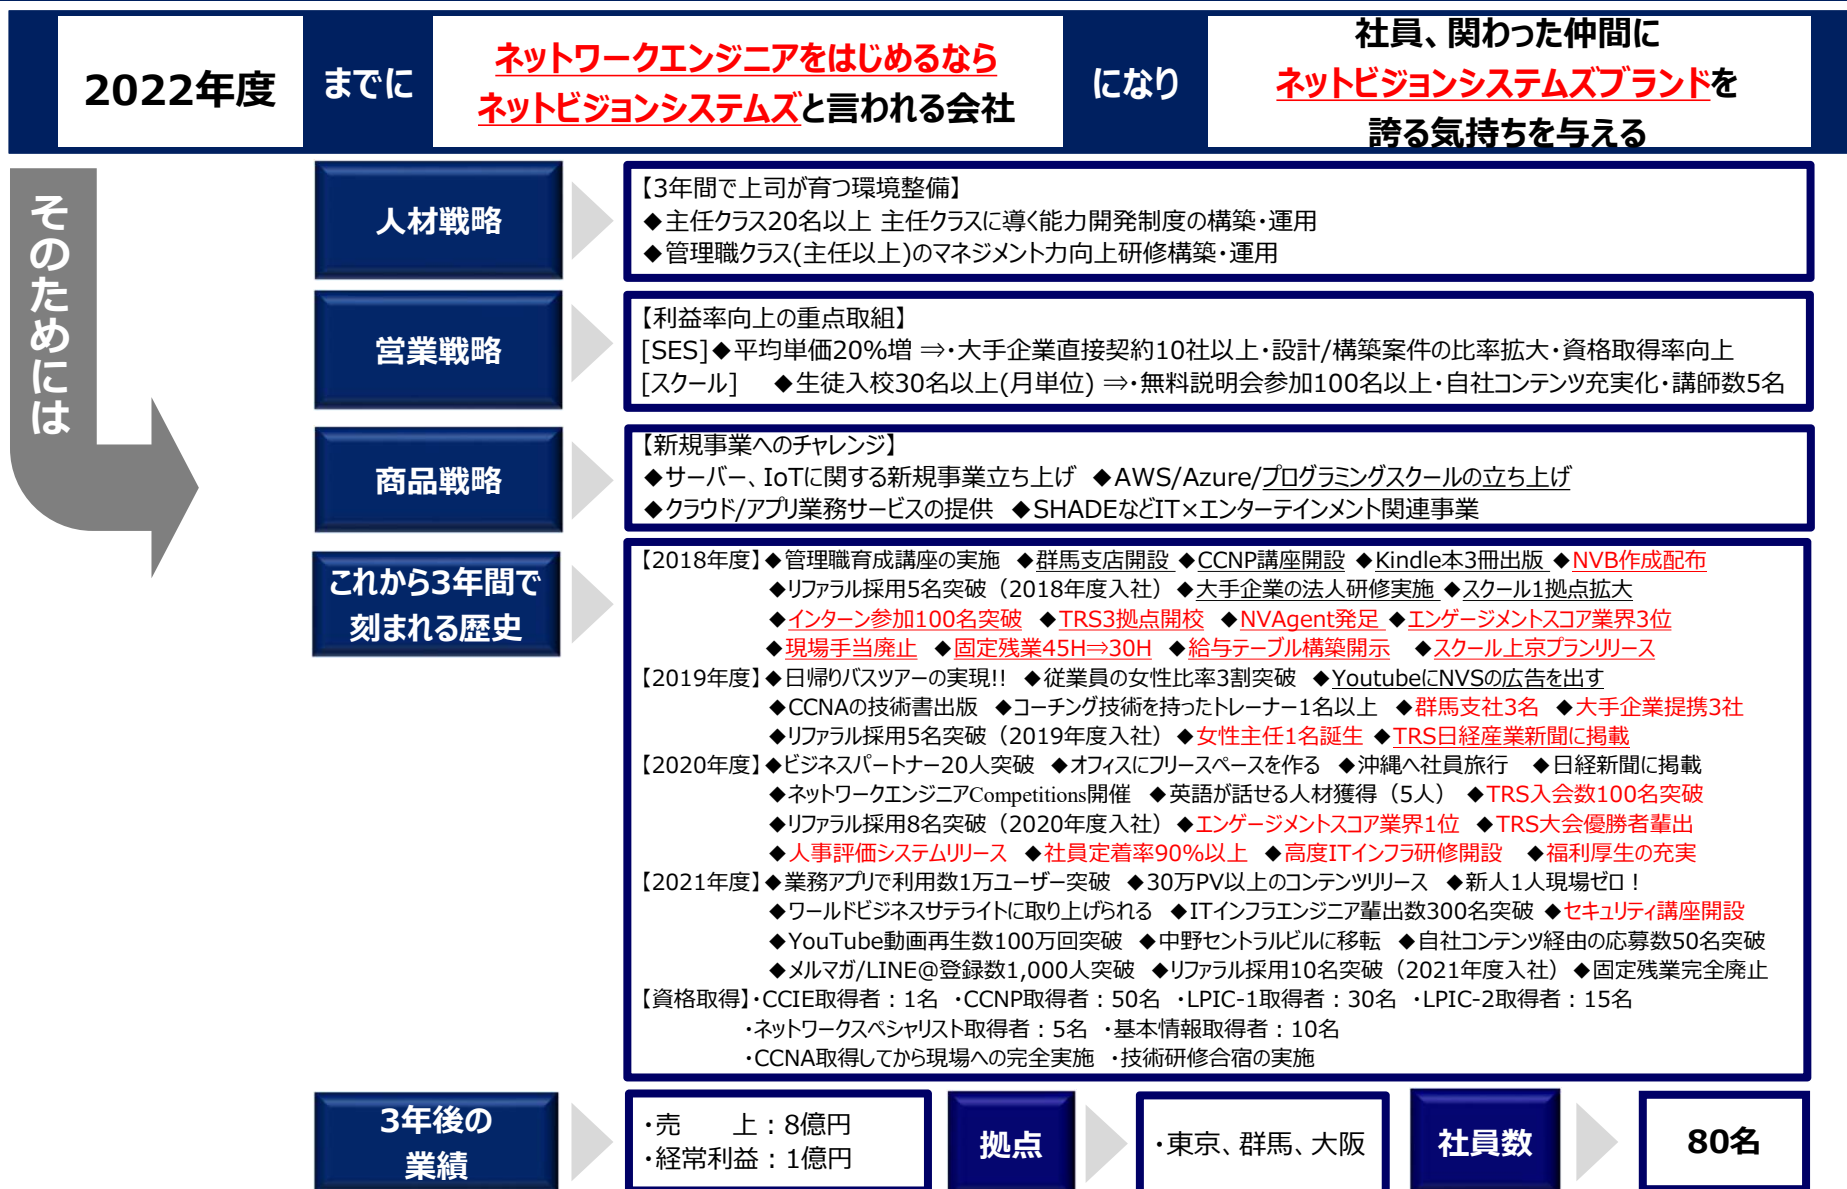 2022年度
までに
ネットワークエンジニアをはじめるなら
ネットビジョンシステムズと言われる会社
になり
社員、関わった仲間に
ネットビジョンシステムズブランドを
誇る気持ちを与える
そのためには
人材戦略
【3年間で上司が育つ環境整備】
◆主任クラス20名以上 主任クラスに導く能力開発制度の構築・運用
◆管理職クラス(主任以上)のマネジメント力向上研修構築・運用
営業戦略
【利益率向上の重点取組】
[SES]◆平均単価20%増 ⇒・大手企業直接契約10社以上・設計/構築案件の比率拡大・資格取得率向上
[スクール] ◆生徒入校30名以上(月単位) ⇒・無料説明会参加100名以上・自社コンテンツ充実化・講師数5名
商品戦略
【新規事業へのチャレンジ】
◆サーバー、IoTに関する新規事業立ち上げ ◆AWS/Azure/プログラミングスクールの立ち上げ
◆クラウド/アプリ業務サービスの提供 ◆SHADEなどIT×エンターテインメント関連事業
これから3年間で
刻まれる歴史
【2018年度】◆管理職育成講座の実施 ◆群馬支店開設 ◆CCNP講座開設 ◆Kindle本3冊出版 ◆NVB作成配布
◆リファラル採用5名突破（2018年度入社）◆大手企業の法人研修実施 ◆スクール1拠点拡大
◆インターン参加100名突破 ◆TRS3拠点開校 ◆NVAgent発足 ◆エンゲージメントスコア業界3位
◆現場手当廃止 ◆固定残業45H⇒30H ◆給与テーブル構築開示 ◆スクール上京プランリリース
【2019年度】◆日帰りバスツアーの実現!! ◆従業員の女性比率3割突破 ◆YoutubeにNVSの広告を出す
◆CCNAの技術書出版 ◆コーチング技術を持ったトレーナー1名以上 ◆群馬支社3名 ◆大手企業提携3社
◆リファラル採用5名突破（2019年度入社）◆女性主任1名誕生 ◆TRS日経産業新聞に掲載
【2020年度】◆ビジネスパートナー20人突破 ◆オフィスにフリースペースを作る ◆沖縄へ社員旅行 ◆日経新聞に掲載
◆ネットワークエンジニアCompetitions開催 ◆英語が話せる人材獲得（5人）◆TRS入会数100名突破
◆リファラル採用8名突破（2020年度入社）◆エンゲージメントスコア業界1位 ◆TRS大会優勝者輩出
◆人事評価システムリリース ◆社員定着率90%以上 ◆高度ITインフラ研修開設 ◆福利厚生の充実
【2021年度】◆業務アプリで利用数1万ユーザー突破 ◆30万PV以上のコンテンツリリース ◆新人1人現場ゼロ！
◆ワールドビジネスサテライトに取り上げられる ◆ITインフラエンジニア輩出数300名突破 ◆セキュリティ講座開設
◆YouTube動画再生数100万回突破 ◆中野セントラルビルに移転 ◆自社コンテンツ経由の応募数50名突破
◆メルマガ/LINE@登録数1,000人突破 ◆リファラル採用10名突破（2021年度入社）◆固定残業完全廃止
【資格取得】・CCIE取得者：1名 ・CCNP取得者：50名 ・LPIC-1取得者：30名 ・LPIC-2取得者：15名
・ネットワークスペシャリスト取得者：5名 ・基本情報取得者：10名
・CCNA取得してから現場への完全実施 ・技術研修合宿の実施
3年後の
業績
・売 上：8億円
・経常利益：1億円
拠点
・東京、群馬、大阪
社員数
80名